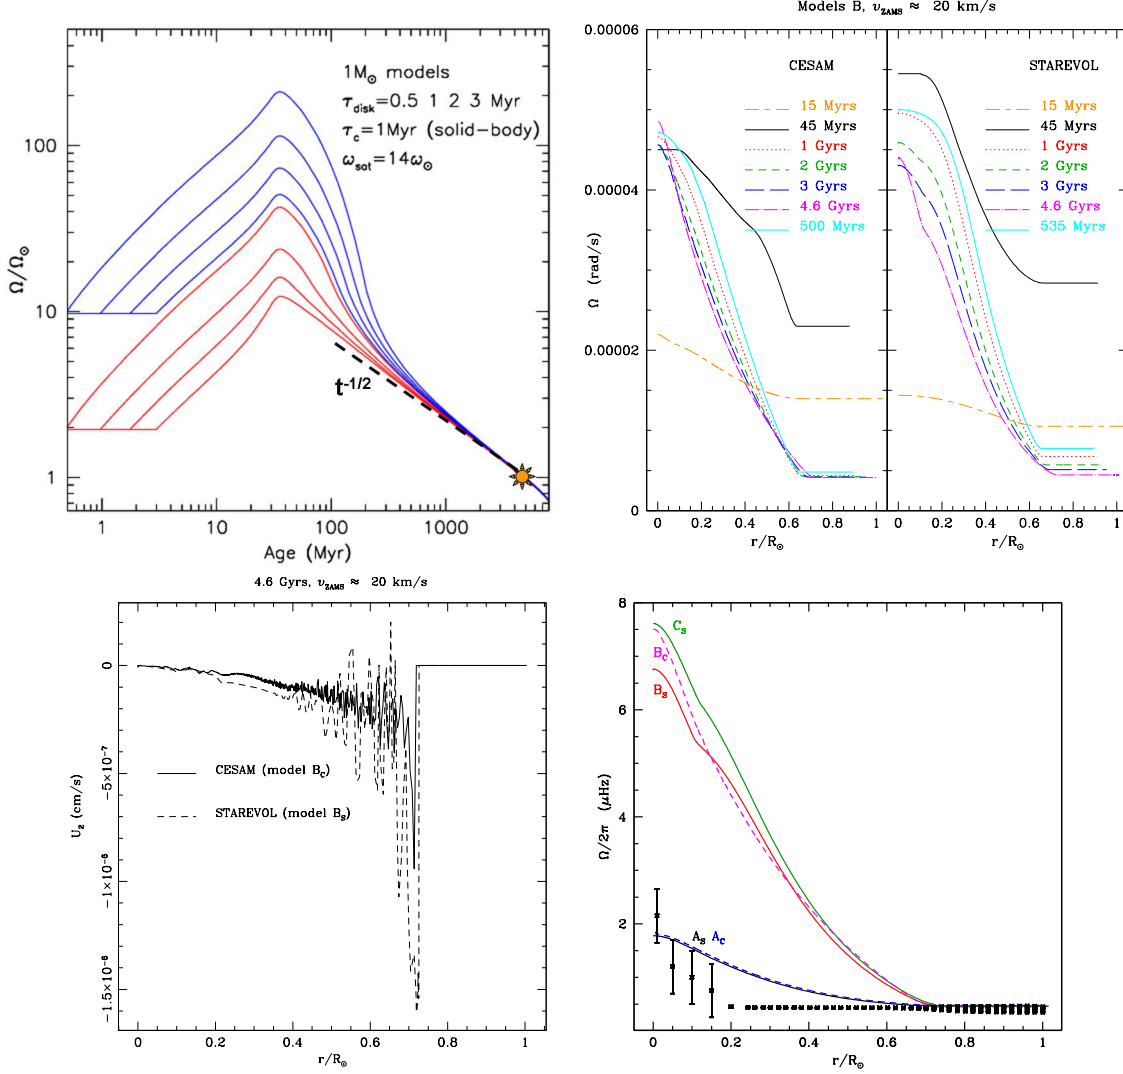 1M⊙ models
τdisk=0.5 1 2 3 Myr
τc=1Myr (solid-body)
ωsat=14ω⊙
100
10
1
Ω/Ω⊙
t-1/2
1
10
100
1000
Age (Myr)
Models B, υZAMS ≈ 20 km/s
0.00006
0.00004
0.00002
0
Ω (rad/s)
CESAM
15 Myrs
45 Myrs
1 Gyrs
2 Gyrs
3 Gyrs
4.6 Gyrs
500 Myrs
0 0.2 0.4 0.6 0.8 1
r/R⊙
STAREVOL
15 Myrs
45 Myrs
1 Gyrs
2 Gyrs
3 Gyrs
4.6 Gyrs
535 Myrs
0 0.2 0.4 0.6 0.8 1
r/R⊙
4.6 Gyrs, υZAMS ≈ 20 km/s
0
−5×10−7
−1×10−6
−1.5×10−6
U2 (cm/s)
CESAM (model BC)
STAREVOL (model BS)
0 0.2 0.4 0.6 0.8 1
r/R⊙
8
6
4
2
Ω/2π (μHz)
CS
BC
BS
AS AC
0 0.2 0.4 0.6 0.8 1
r/R⊙